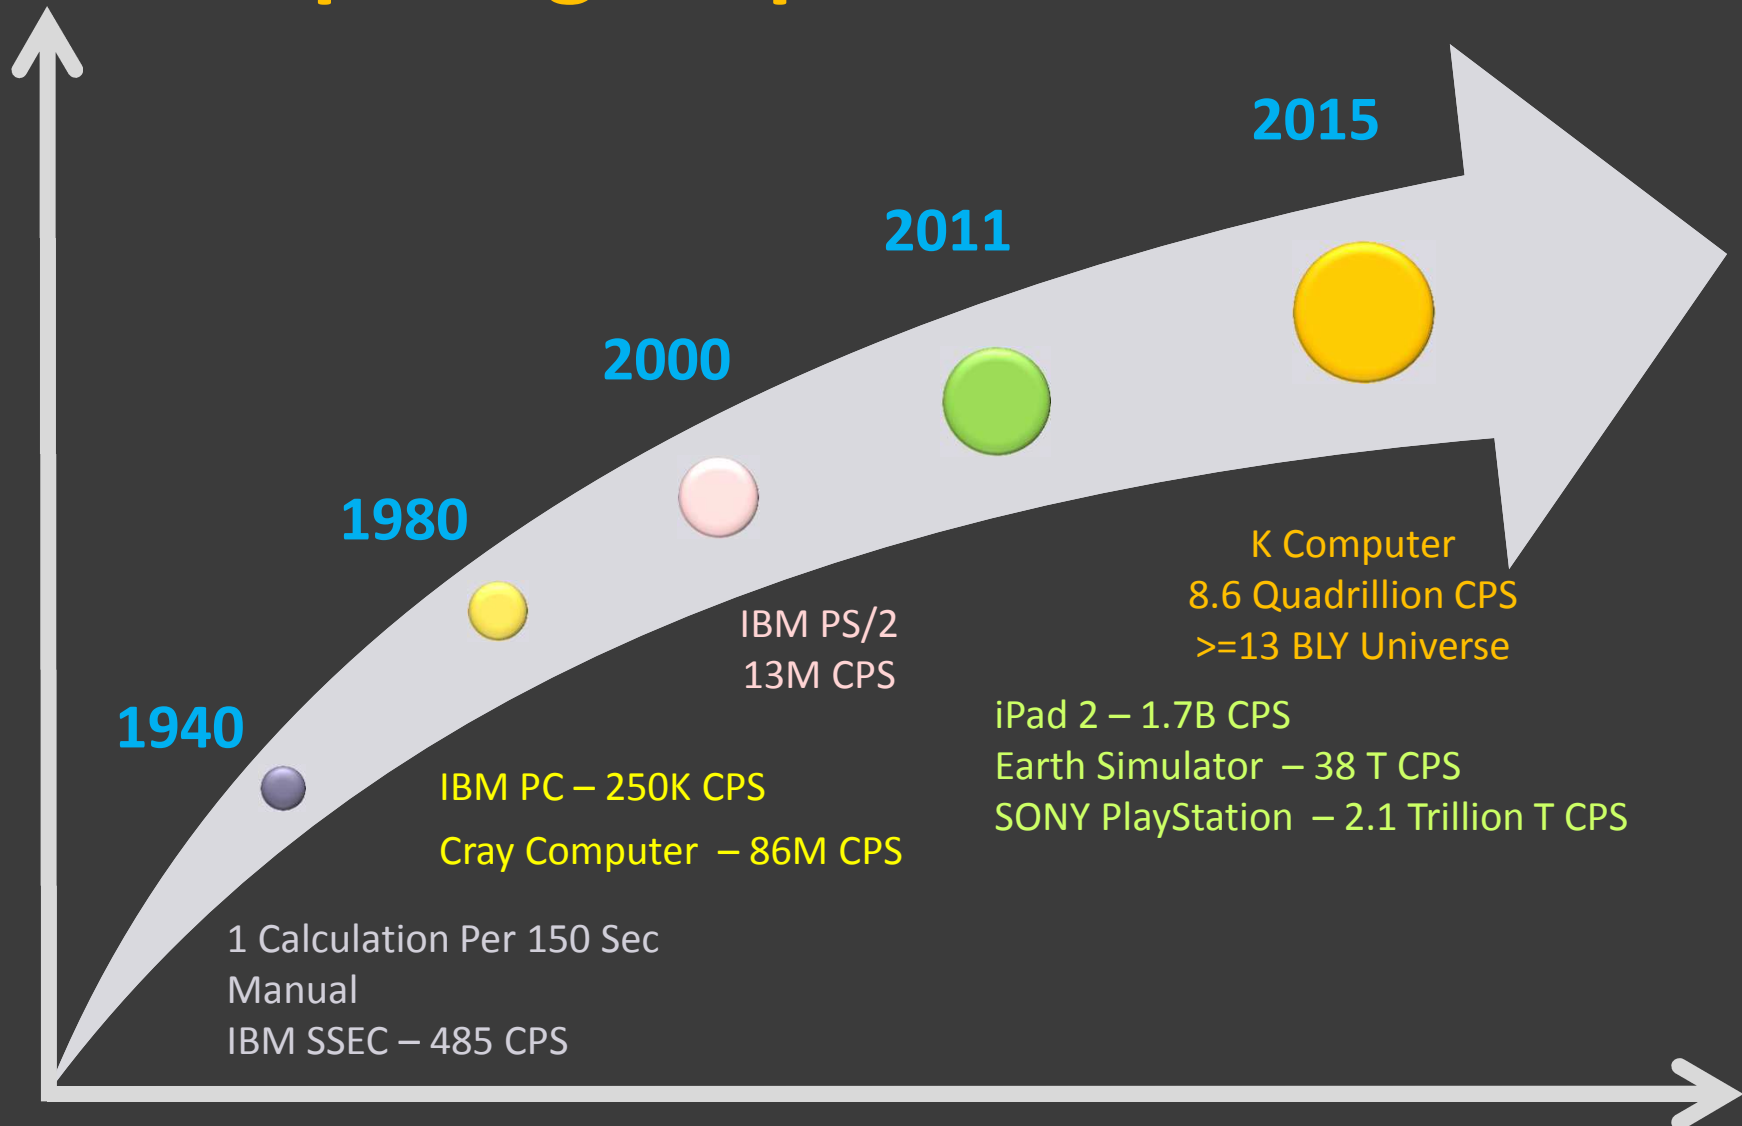 2015
2011
2000
1980
1940
K Computer
8.6 Quadrillion CPS
>=13 BLY Universe
IBM PS/2
13M CPS
iPad 2 – 1.7B CPS
Earth Simulator – 38 T CPS
SONY PlayStation – 2.1 Trillion T CPS
IBM PC – 250K CPS
Cray Computer – 86M CPS
1 Calculation Per 150 Sec
Manual
IBM SSEC – 485 CPS